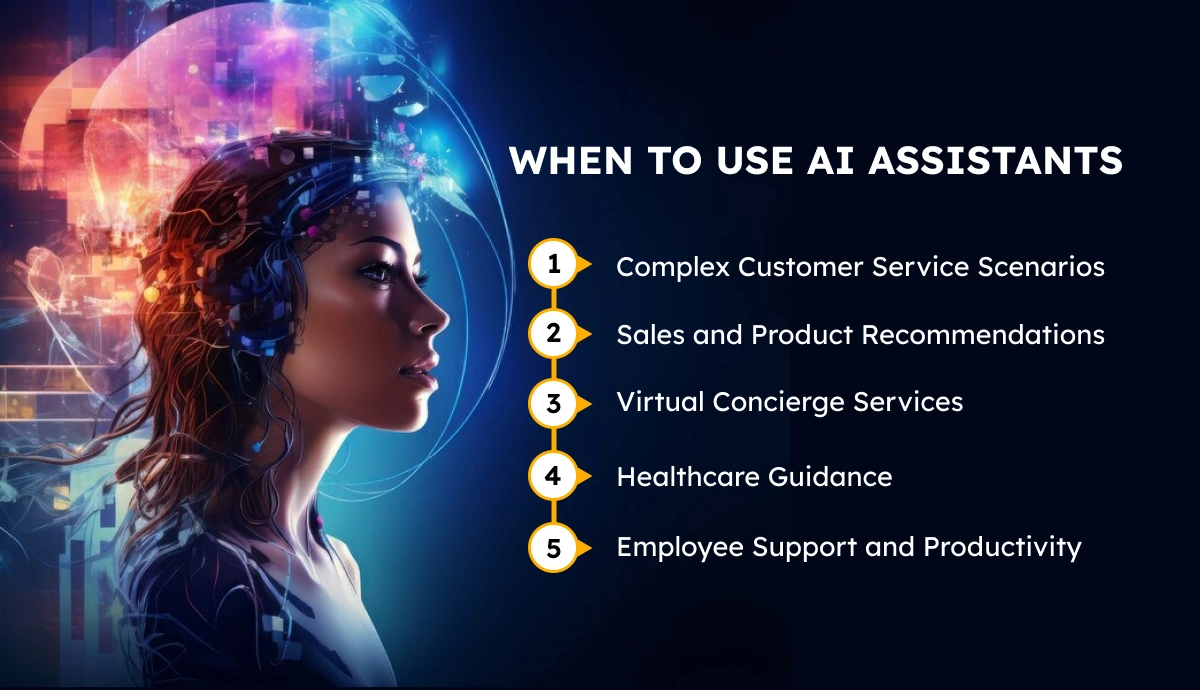 WHEN TO USE AI ASSISTANTS
1 Complex Customer Service Scenarios
2 Sales and Product Recommendations
3 Virtual Concierge Services
4 Healthcare Guidance
5 Employee Support and Productivity